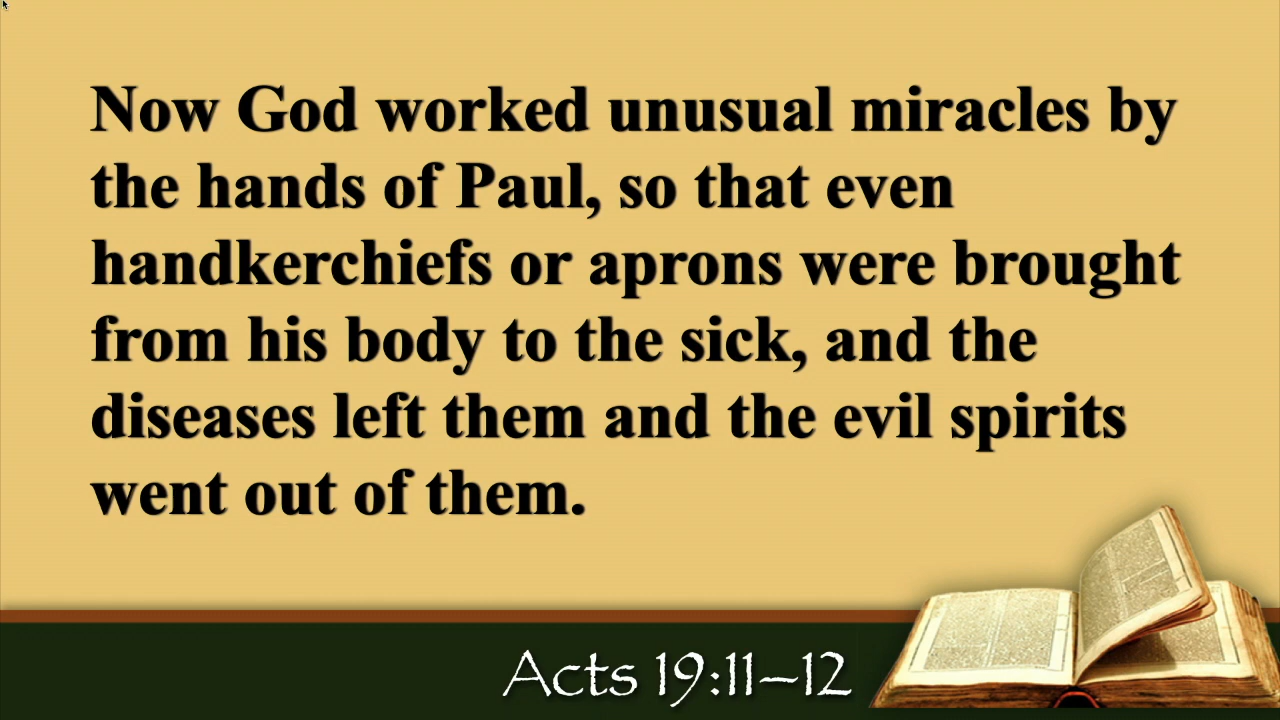 Now God worked unusual miracles by
the hands of Paul, so that even
handkerchiefs or aprons were brought
from his body to the sick, and the
diseases left them and the evil spirits
went out of them.
Acts 19:11–12